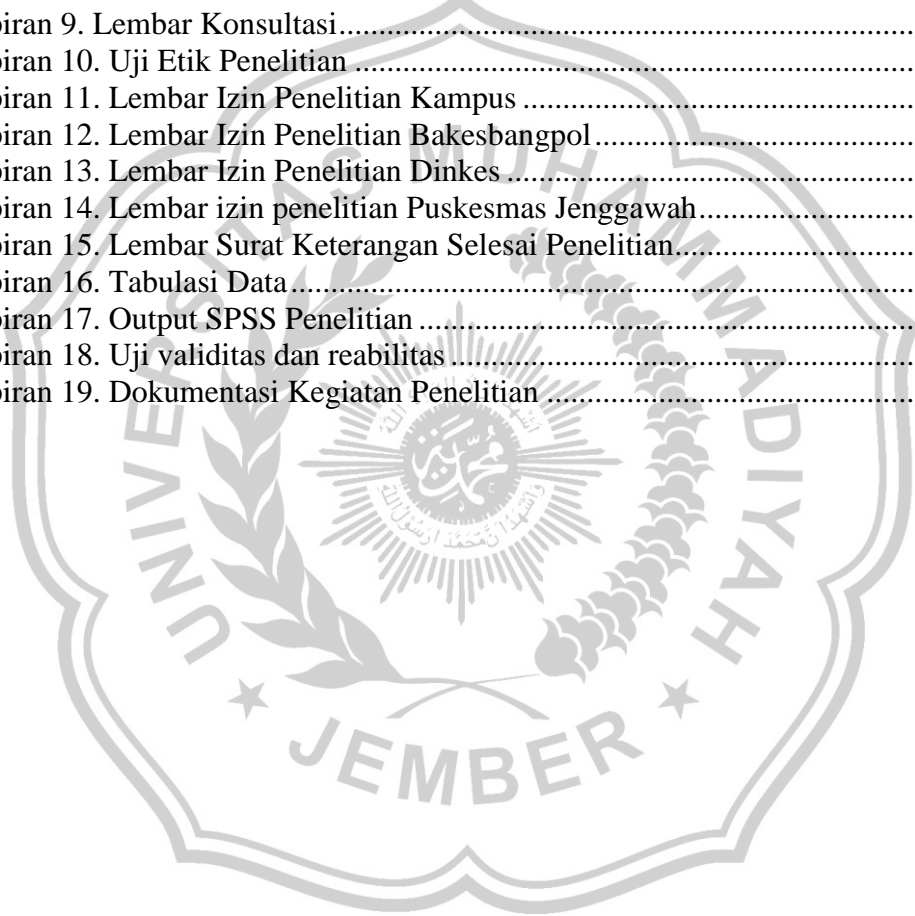 piran 9. Lembar Konsultasi
piran 10. Uji Etik Penelitian
piran 11. Lembar Izin Penelitian Kampus
piran 12. Lembar Izin Penelitian Bakesbangpol
piran 13. Lembar Izin Penelitian Dinkes
piran 14. Lembar izin penelitian Puskesmas Jenggawah
piran 15. Lembar Surat Keterangan Selesai Penelitian
piran 16. Tabulasi Data
piran 17. Output SPSS Penelitian
piran 18. Uji validitas dan reabilitas
piran 19. Dokumentasi Kegiatan Penelitian
UNIVERSITAS MUHAMMADIYAH
JEMBER